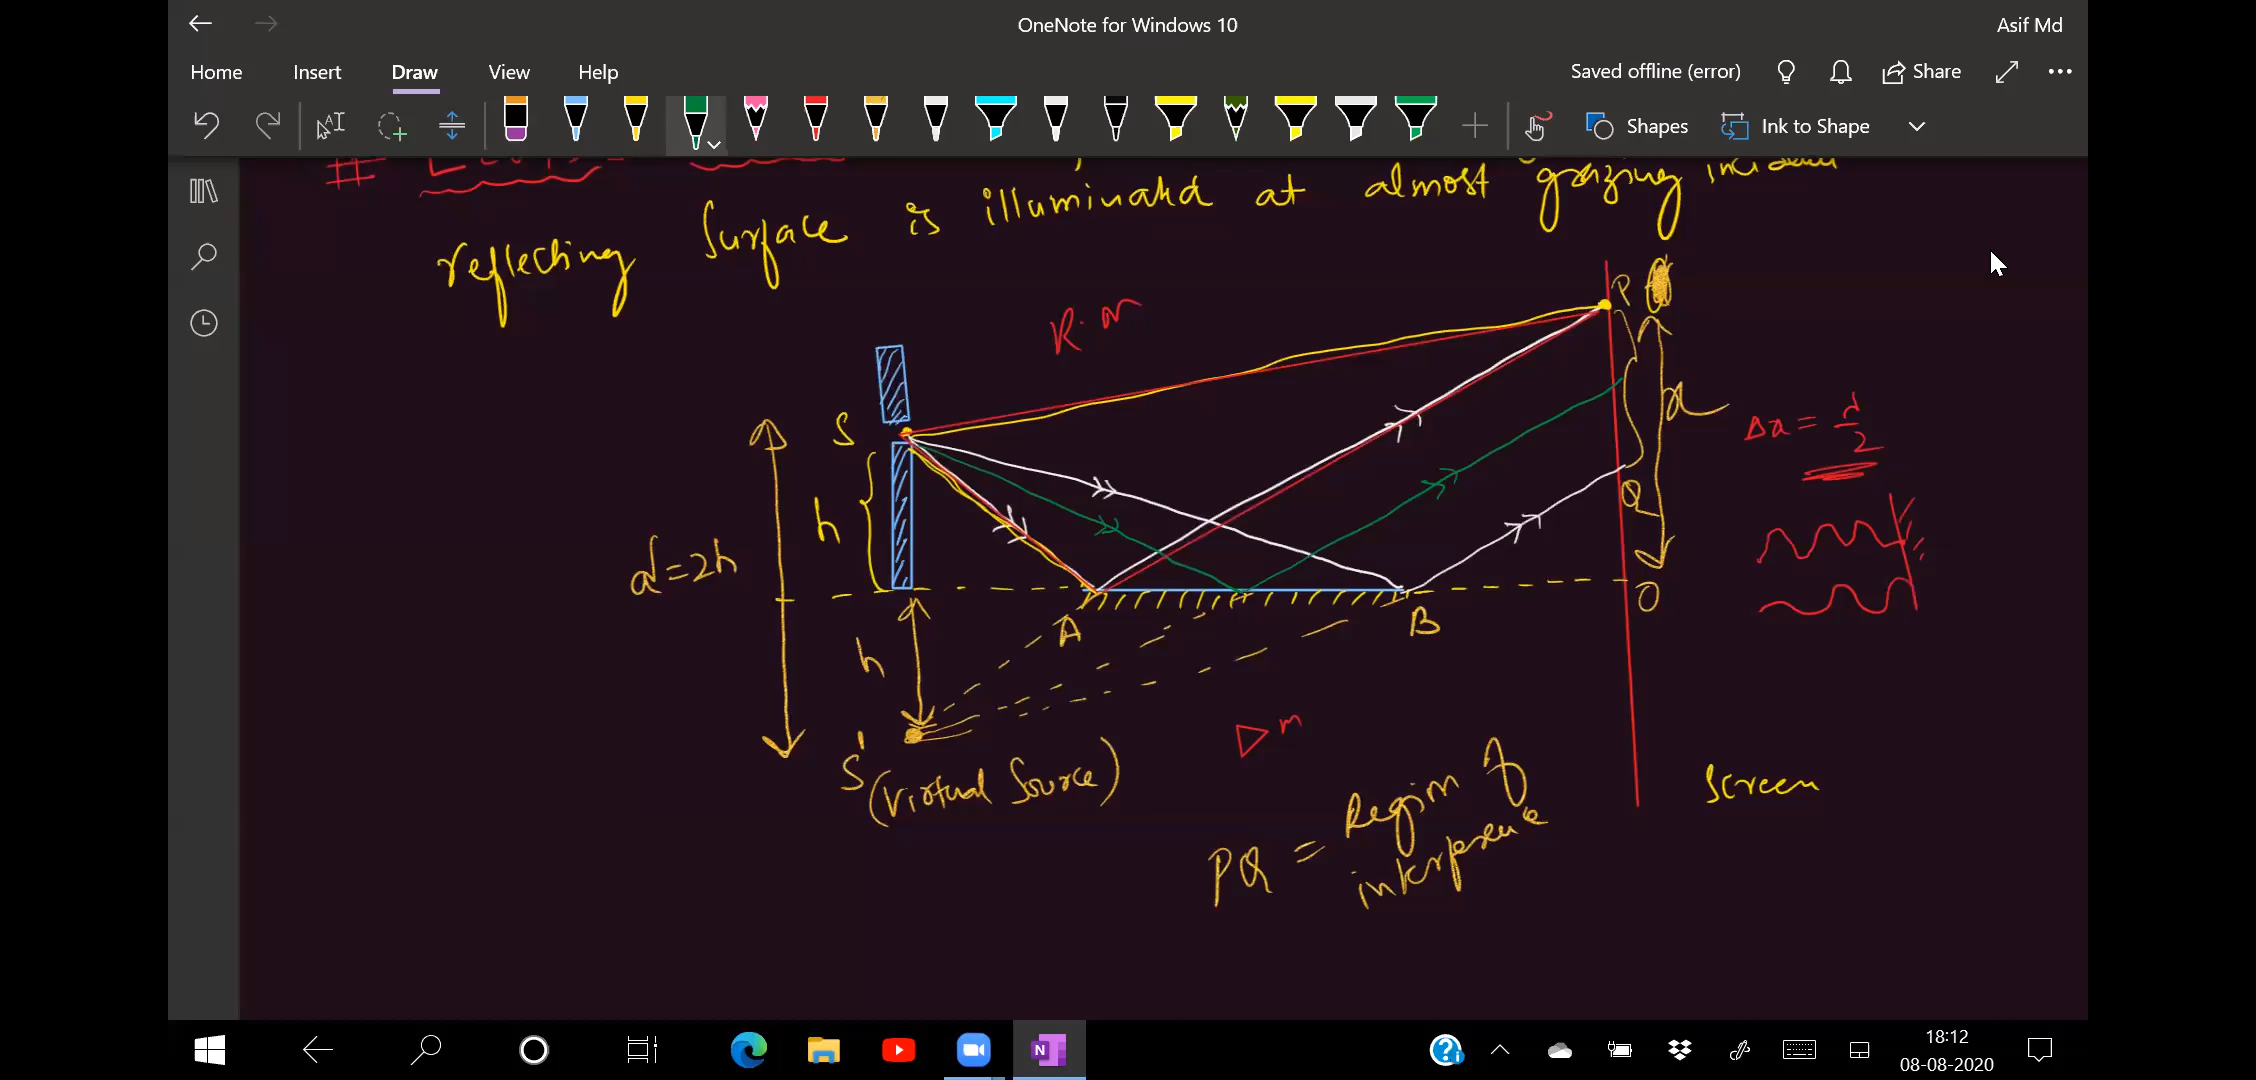 OneNote for Windows 10
Asif Md
Home Insert Draw View Help
Saved offline (error) Share
Shapes Ink to Shape
#
surface is illuminated at almost grazing
reflecting
P
S
h
d=2h
x
Δx = λ/2
Q
O
A
B
h
S'
(virtual source)
PQ = Region of
interference
screen
18:12
08-08-2020